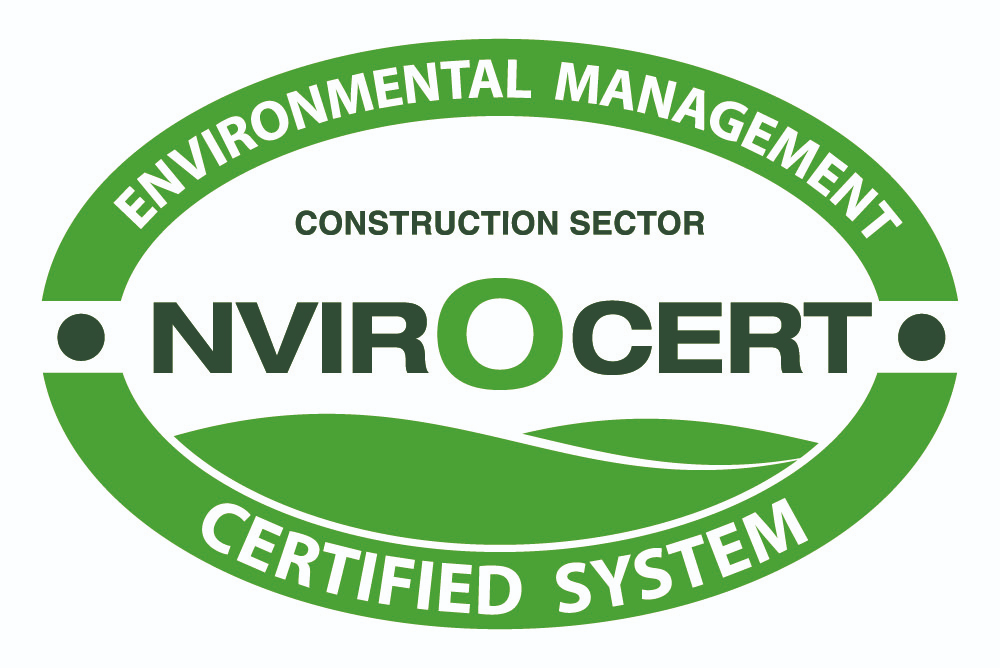 ENVIRONMENTAL MANAGEMENT
CONSTRUCTION SECTOR
NVIROCERT
CERTIFIED SYSTEM